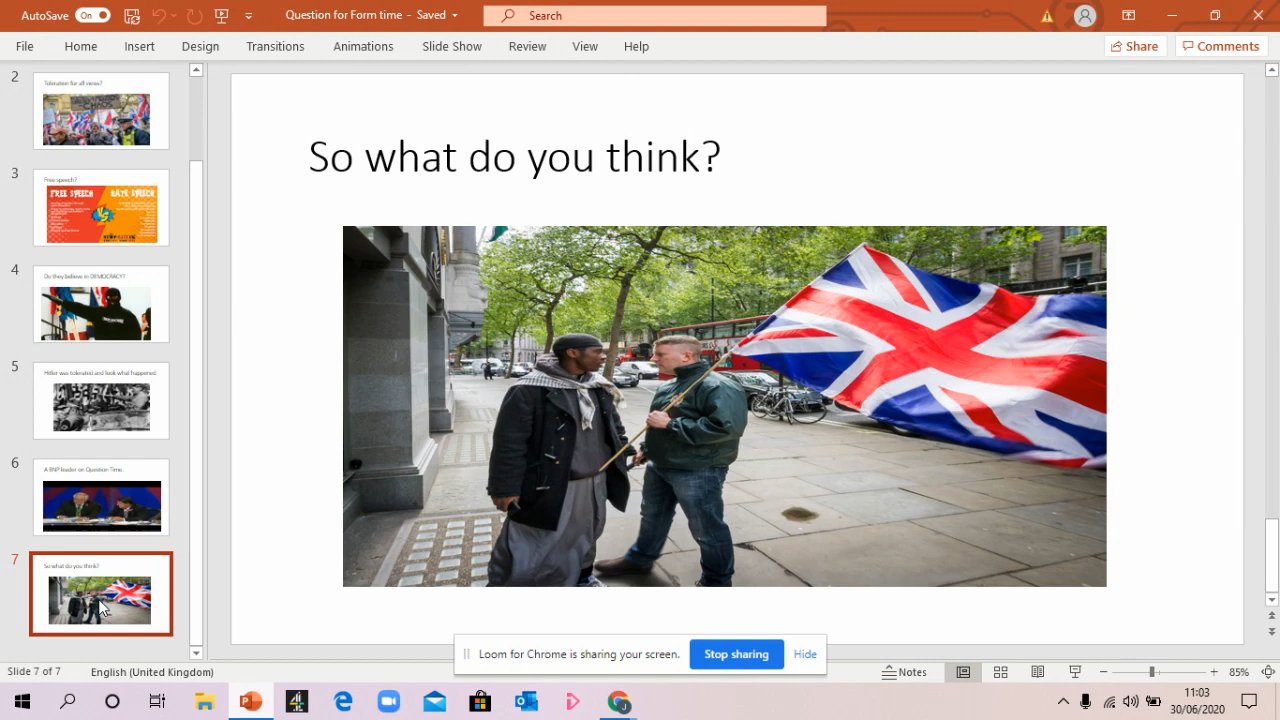 AutoSave On Question for Form time - Saved Search
File Home Insert Design Transitions Animations Slide Show Review View Help Share Comments
2
Toleration for all views?
3
Free speech?
FREE SPEECH HATE SPEECH
VS
4
Do they believe in DEMOCRACY?
5
Hitler was tolerated and look what happened.
6
A BNP leader on Question Time.
7
So what do you think?
So what do you think?
Loom for Chrome is sharing your screen. Stop sharing Hide
Slide 7 of 7 English (United Kingdom) Notes 85%
11:03
30/06/2020